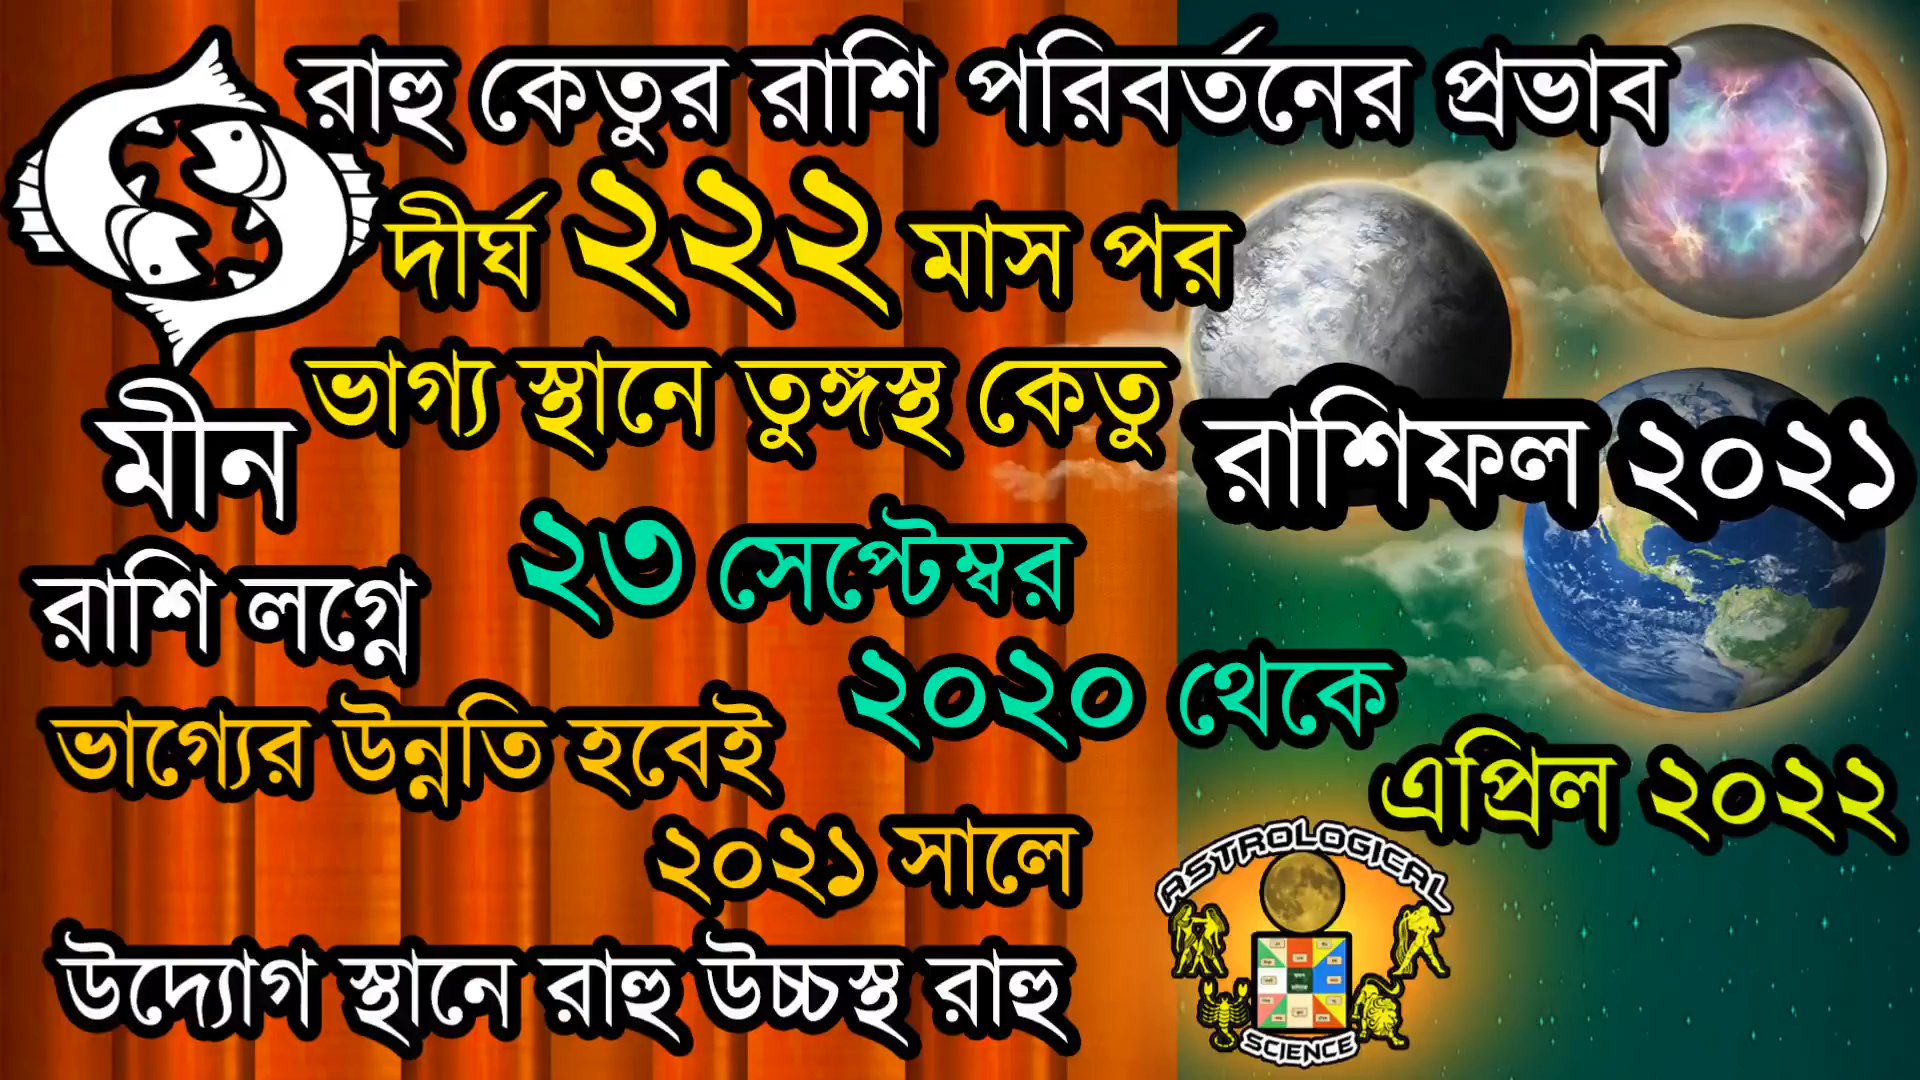 রাহু কেতুর রাশি পরিবর্তনের প্রভাব
দীর্ঘ ২২২ মাস পর
ভাগ্য স্থানে তুঙ্গস্থ কেতু
মীন
রাশিফল ২০২১
রাশি লগ্নে
২৩ সেপ্টেম্বর
২০২০ থেকে
এপ্রিল ২০২২
ভাগ্যের উন্নতি হবেই
২০২১ সালে
উদ্যোগ স্থানে রাহু উচ্চস্থ রাহু
ASTROLOGICAL
SCIENCE